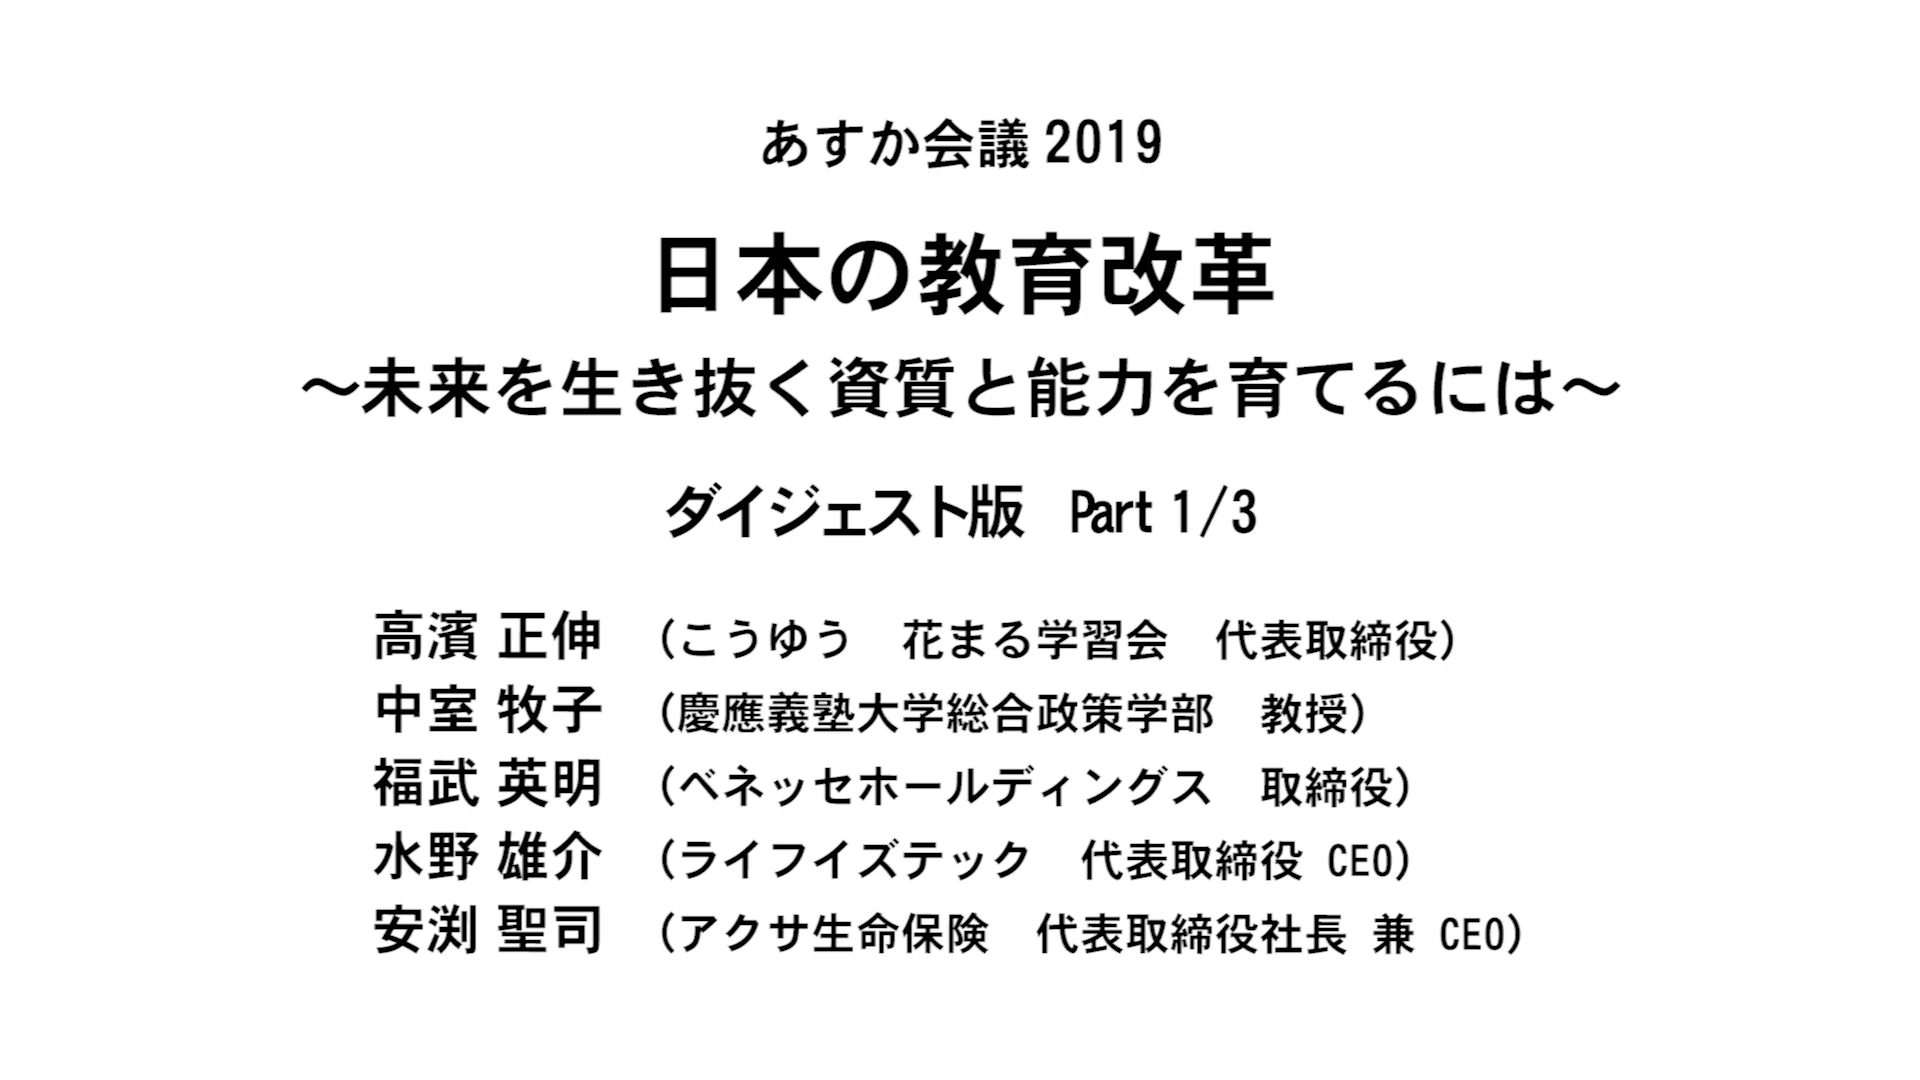 あすか会議 2019
日本の教育改革
～未来を生き抜く資質と能力を育てるには～
ダイジェスト版　Part 1/3
高濱 正伸　（こうゆう　花まる学習会　代表取締役）
中室 牧子　（慶應義塾大学総合政策学部　教授）
福武 英明　（ベネッセホールディングス　取締役）
水野 雄介　（ライフイズテック　代表取締役 CEO）
安渕 聖司　（アクサ生命保険　代表取締役社長 兼 CEO）